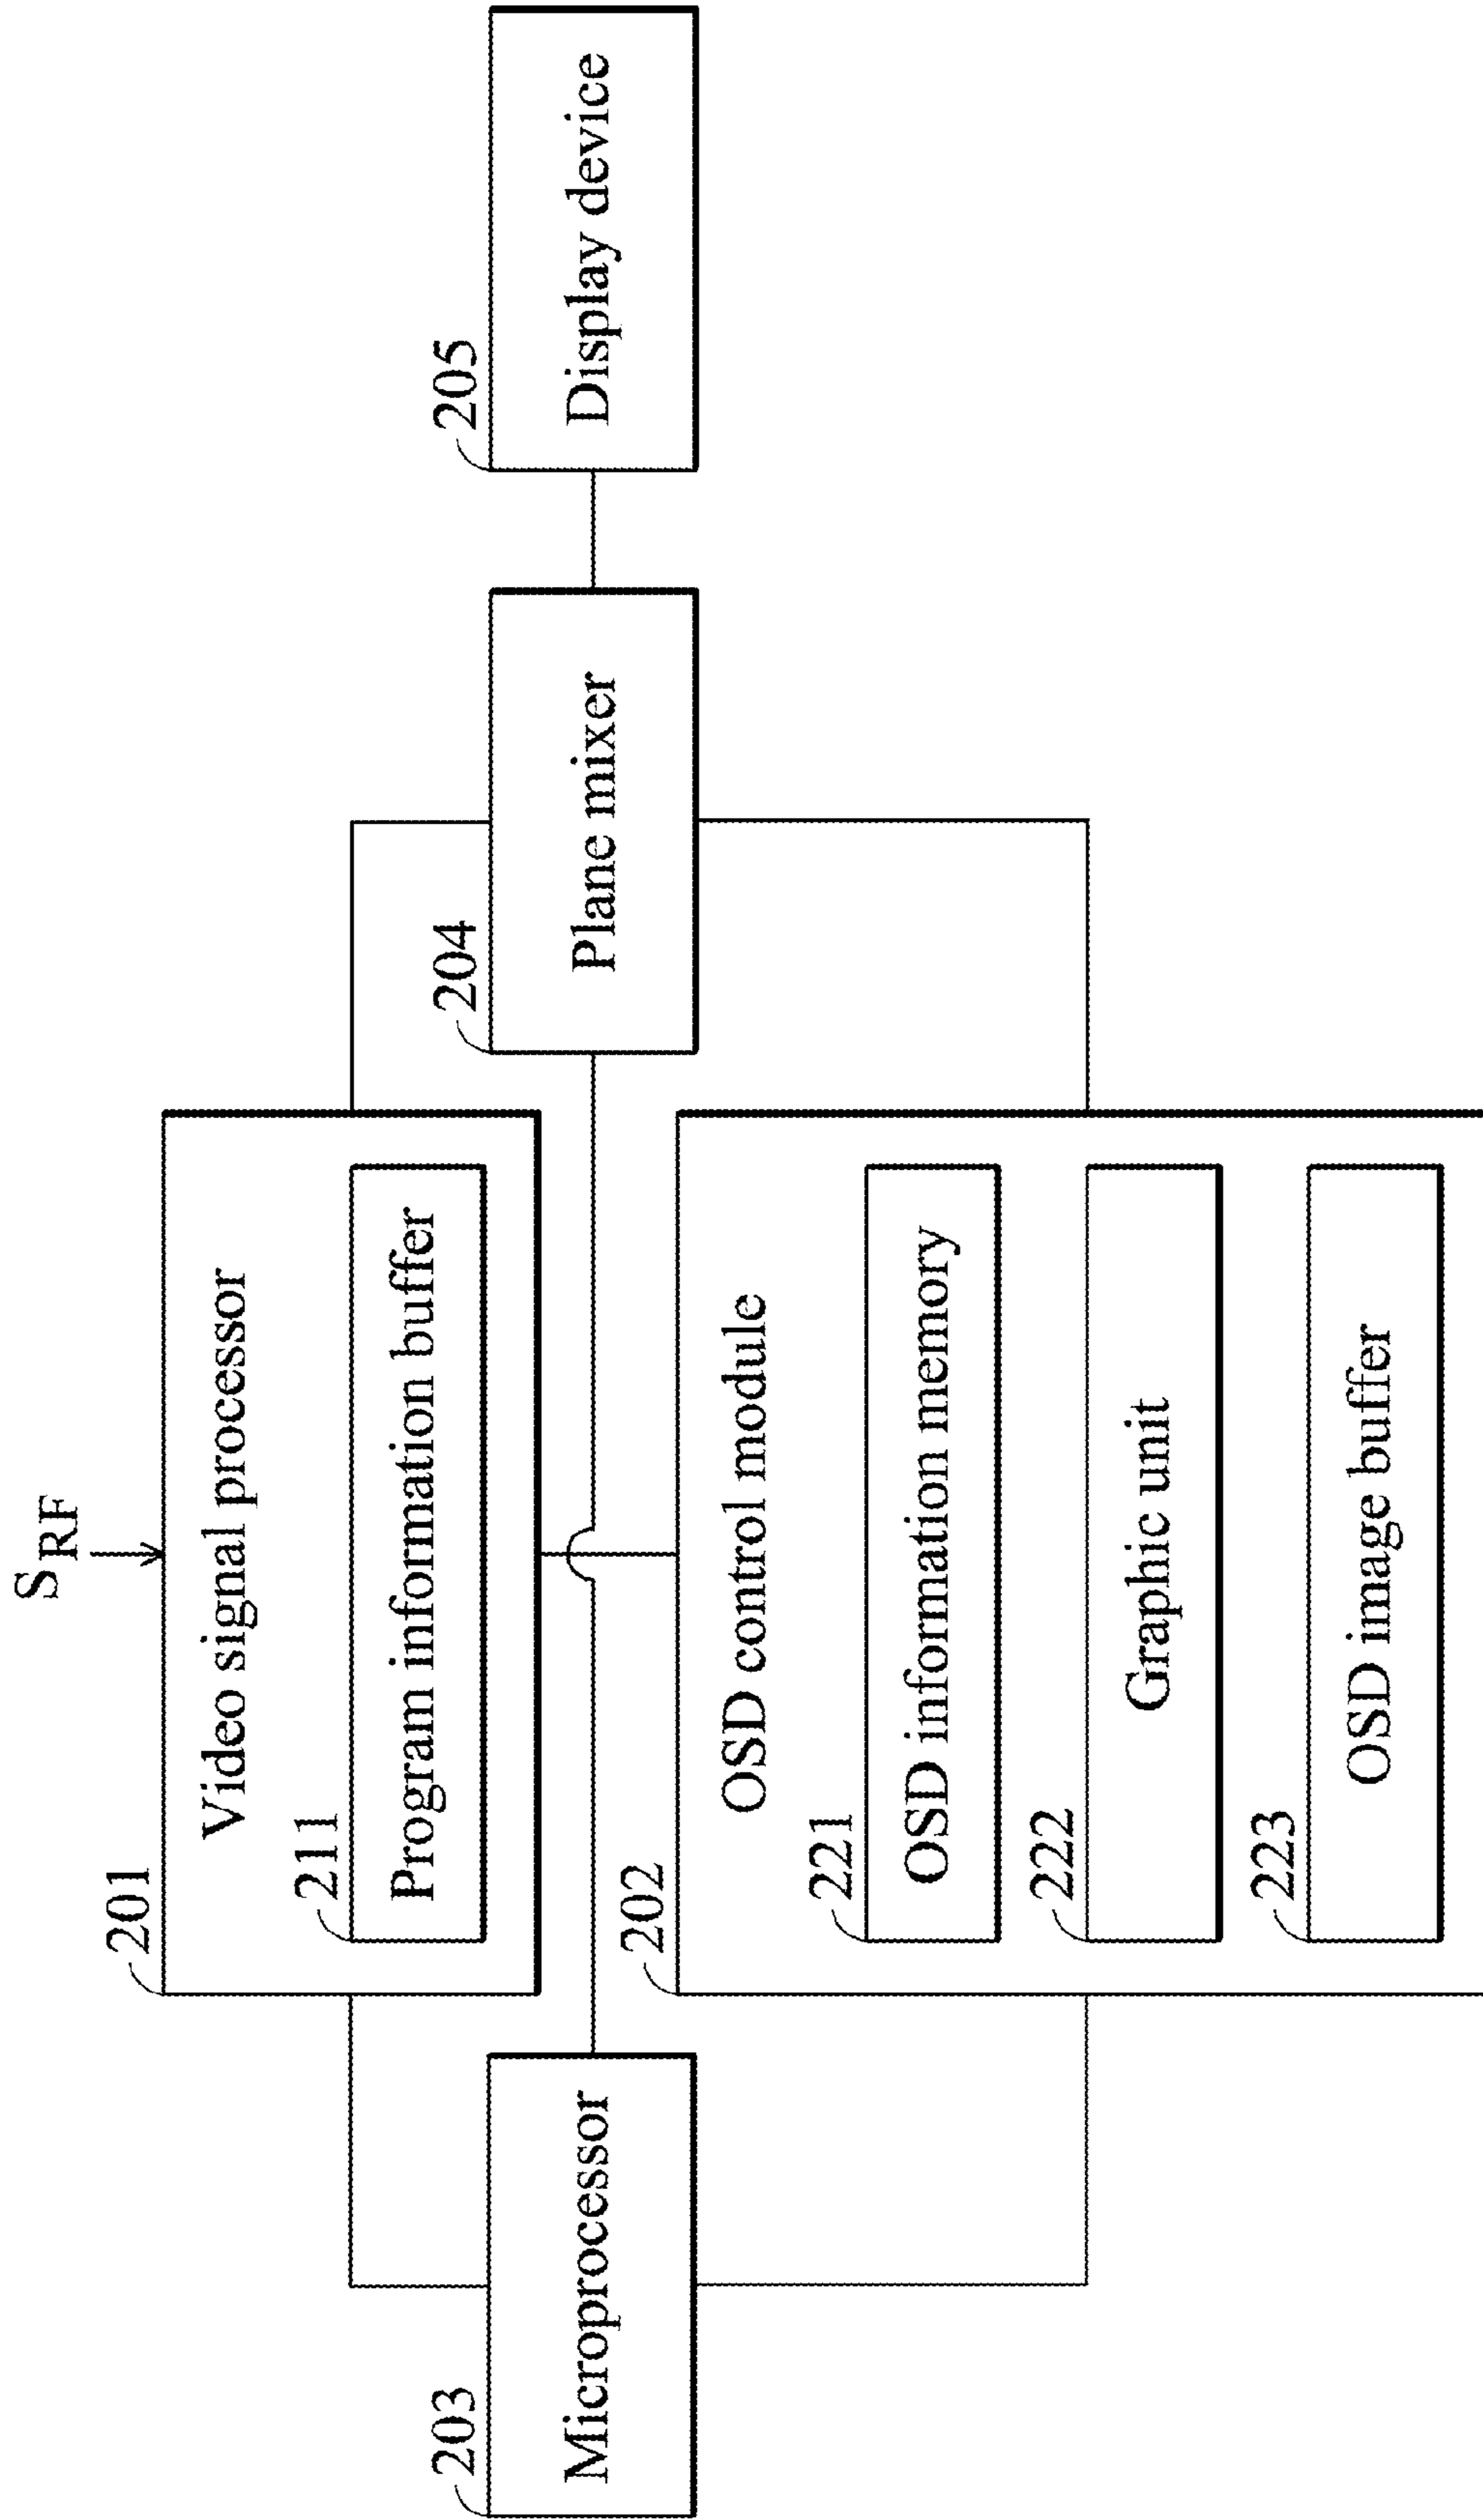 S_RF
201
Video signal processor
211
Program information buffer
203
Microprocessor
204
Plane mixer
205
Display device
202
OSD control module
221
OSD information memory
222
Graphic unit
223
OSD image buffer